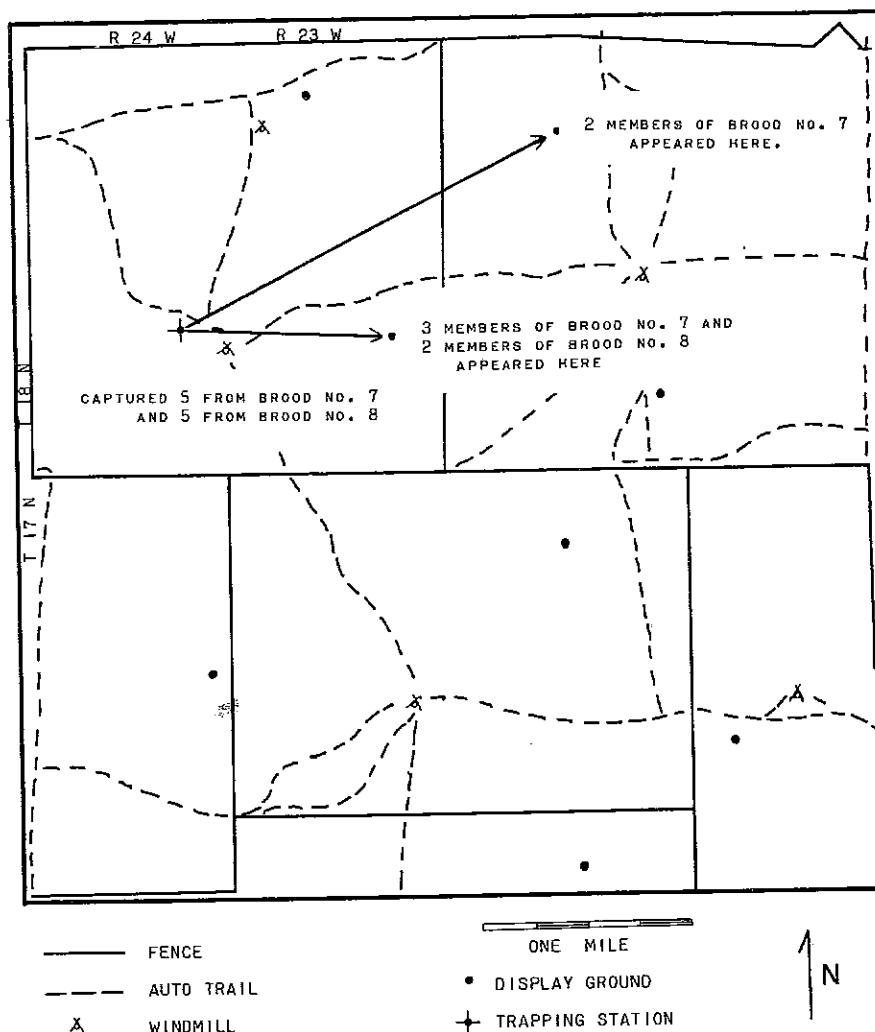 R 24 W R 23 W
2 MEMBERS OF BROOD NO. 7
APPEARED HERE.
3 MEMBERS OF BROOD NO. 7 AND
2 MEMBERS OF BROOD NO. 8
APPEARED HERE
CAPTURED 5 FROM BROOD NO. 7
AND 5 FROM BROOD NO. 8
T 18 N
T 17 N
FENCE
AUTO TRAIL
WINDMILL
ONE MILE
DISPLAY GROUND
TRAPPING STATION
N